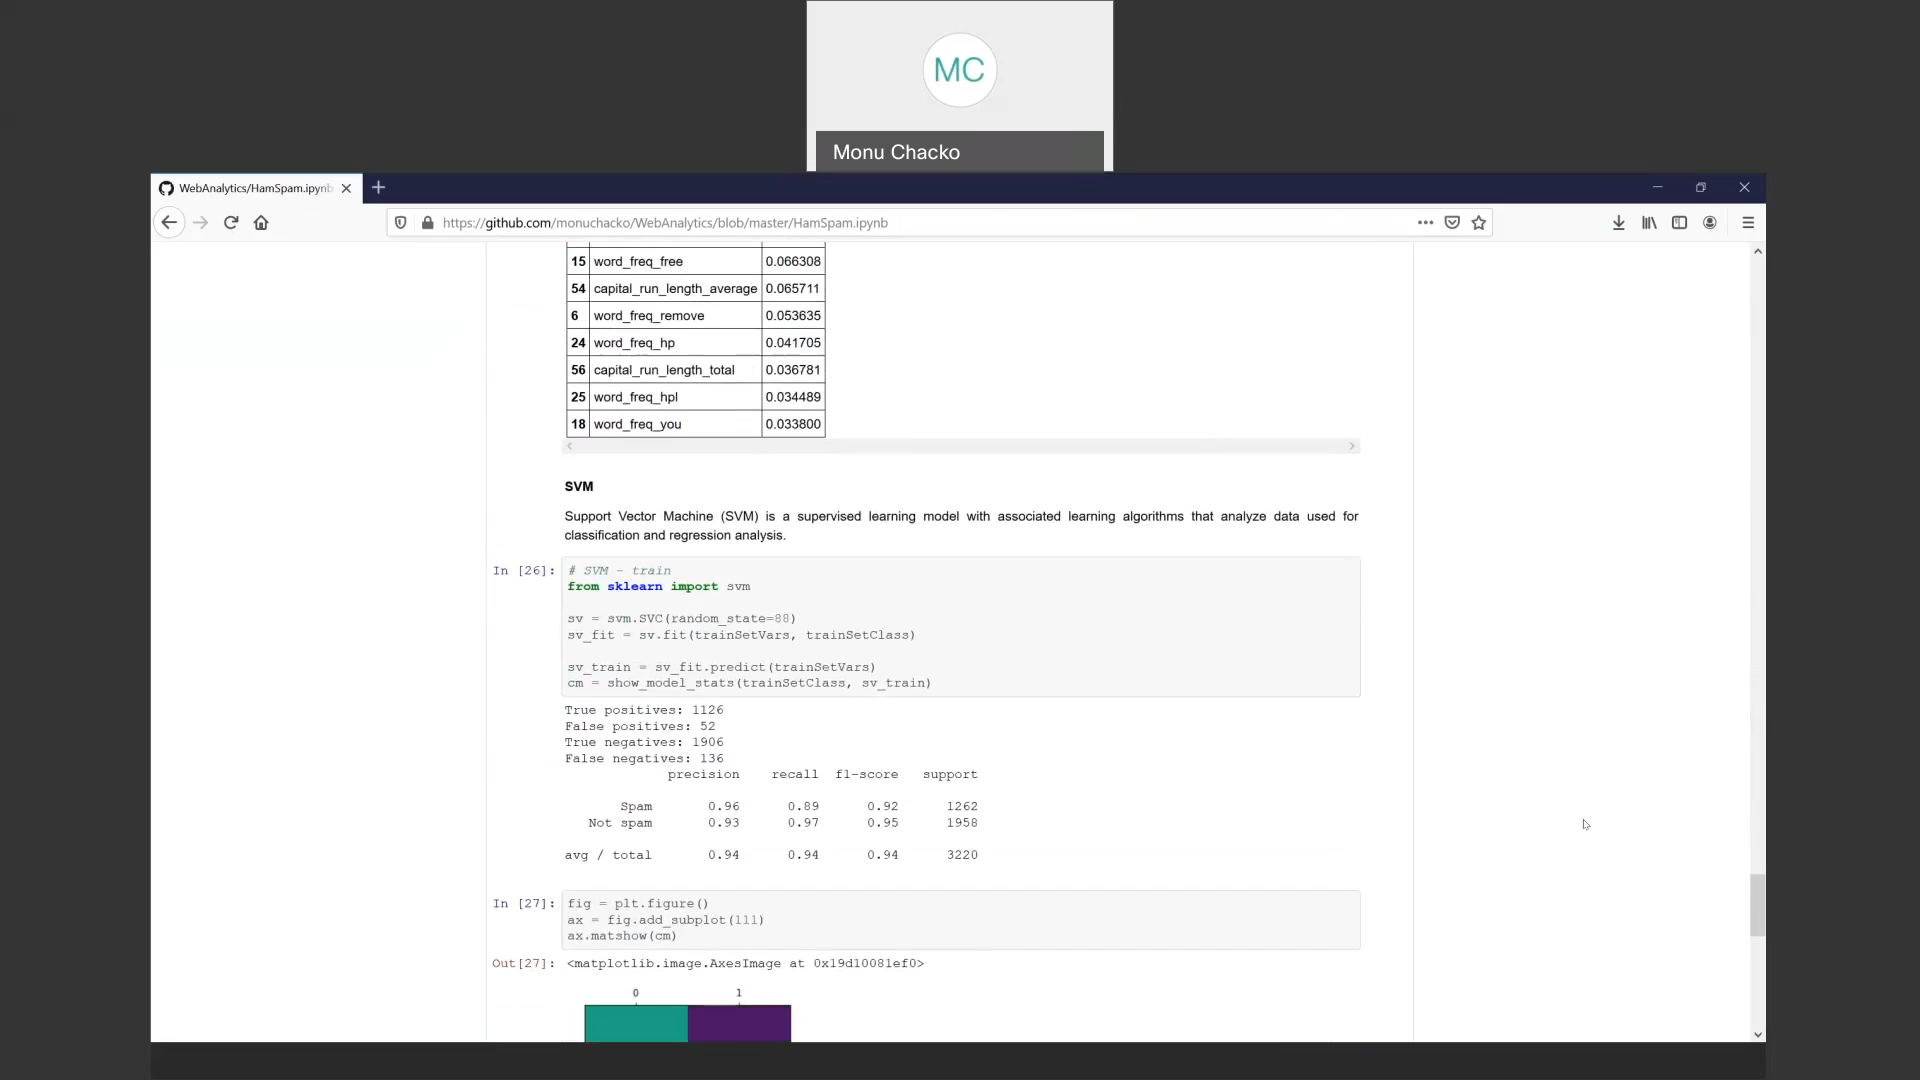 MC
Monu Chacko
WebAnalytics/HamSpam.ipynb
https://github.com/monuchacko/WebAnalytics/blob/master/HamSpam.ipynb
15 word_freq_free 0.066308
54 capital_run_length_average 0.065711
6 word_freq_remove 0.053635
24 word_freq_hp 0.041705
56 capital_run_length_total 0.036781
25 word_freq_hpl 0.034489
18 word_freq_you 0.033800
SVM
Support Vector Machine (SVM) is a supervised learning model with associated learning algorithms that analyze data used for
classification and regression analysis.
In [26]: # SVM - train
from sklearn import svm
sv = svm.SVC(random_state=88)
sv_fit = sv.fit(trainSetVars, trainSetClass)
sv_train = sv_fit.predict(trainSetVars)
cm = show_model_stats(trainSetClass, sv_train)
True positives: 1126
False positives: 52
True negatives: 1906
False negatives: 136
precision recall f1-score support
Spam 0.96 0.89 0.92 1262
Not spam 0.93 0.97 0.95 1958
avg / total 0.94 0.94 0.94 3220
In [27]: fig = plt.figure()
ax = fig.add_subplot(111)
ax.matshow(cm)
Out[27]: <matplotlib.image.AxesImage at 0x19d10081ef0>
0 1